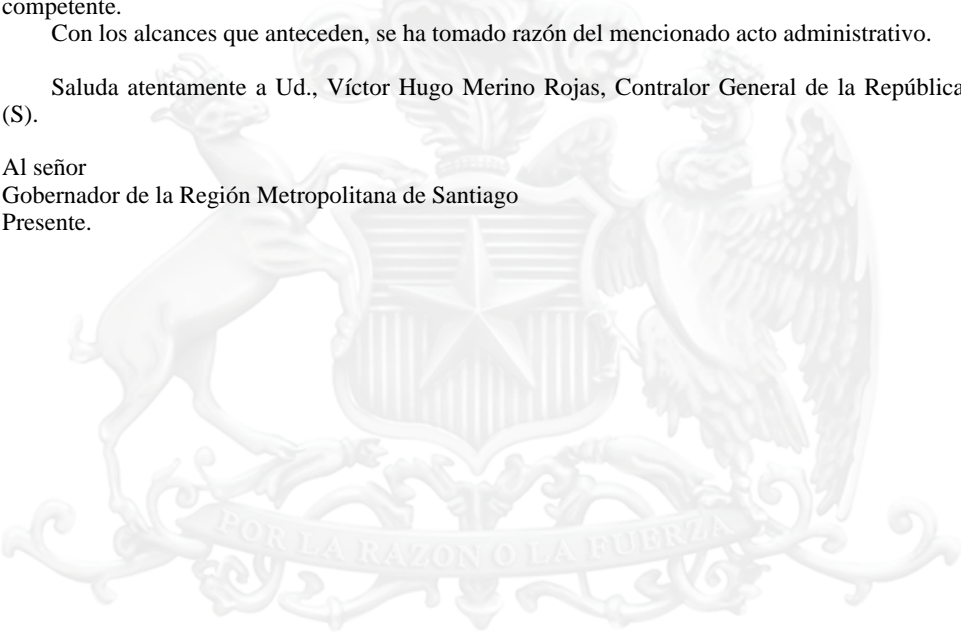 competente.
Con los alcances que anteceden, se ha tomado razón del mencionado acto administrativo.
Saluda atentamente a Ud., Víctor Hugo Merino Rojas, Contralor General de la República
(S).
Al señor
Gobernador de la Región Metropolitana de Santiago
Presente.
POR LA RAZON O LA FUERZA